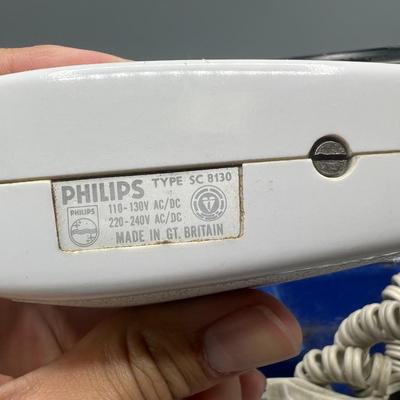 PHILIPS TYPE SC 8130
PHILIPS 110-130V AC/DC
220-240V AC/DC
MADE IN GT. BRITAIN